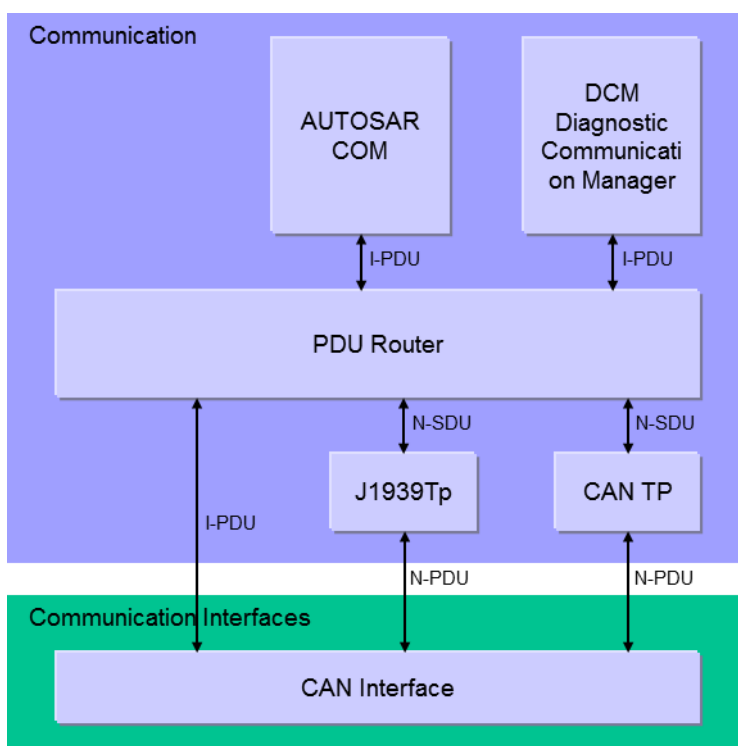 Communication
AUTOSAR
COM
DCM
Diagnostic
Communicati
on Manager
I-PDU
I-PDU
PDU Router
N-SDU
N-SDU
J1939Tp
CAN TP
I-PDU
N-PDU
N-PDU
Communication Interfaces
CAN Interface